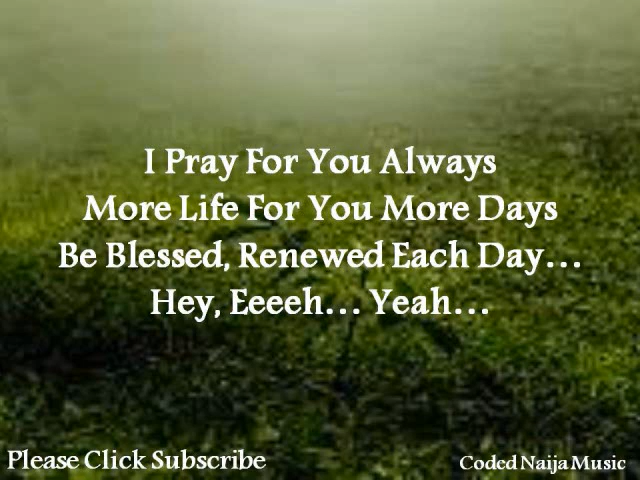 I Pray For You Always
More Life For You More Days
Be Blessed, Renewed Each Day...
Hey, Eeeeh... Yeah...
Please Click Subscribe
Coded Naija Music